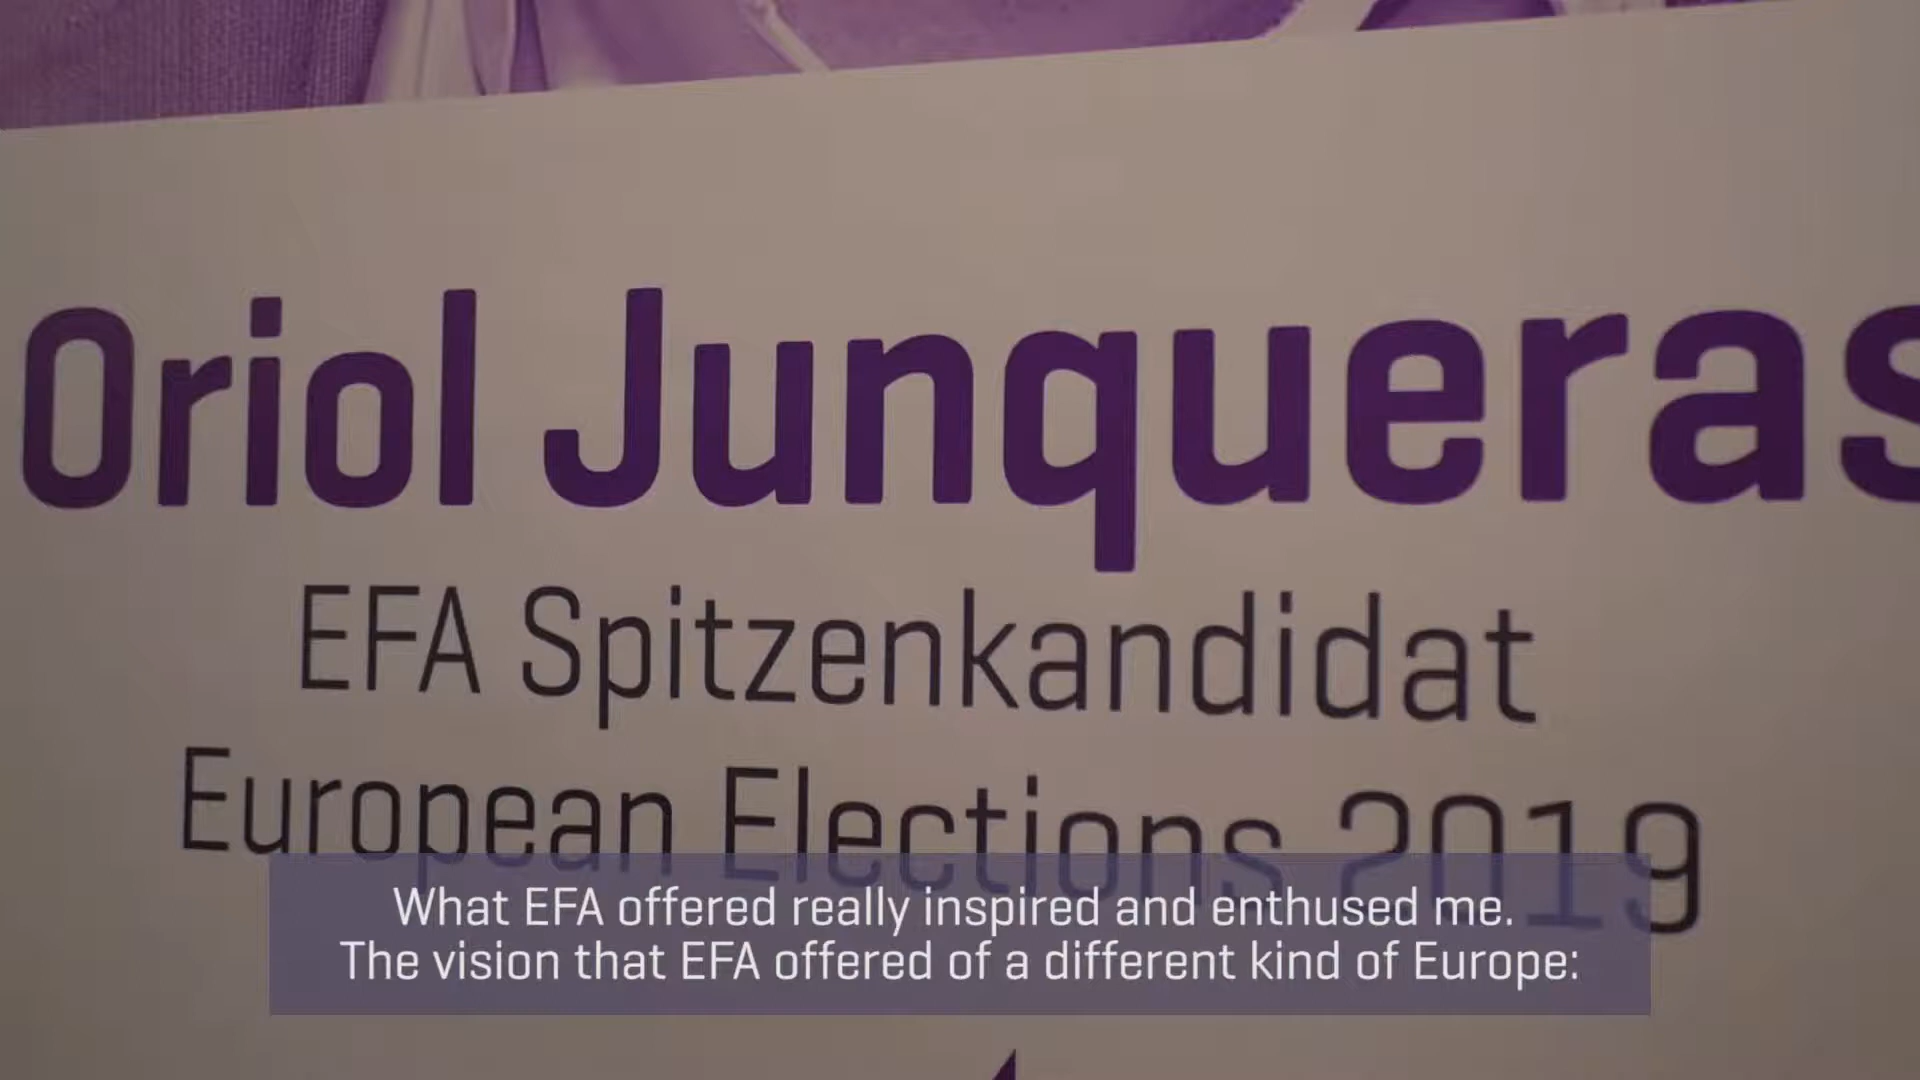 Oriol Junqueras
EFA Spitzenkandidat
European Elections 2019
What EFA offered really inspired and enthused me.
The vision that EFA offered of a different kind of Europe: